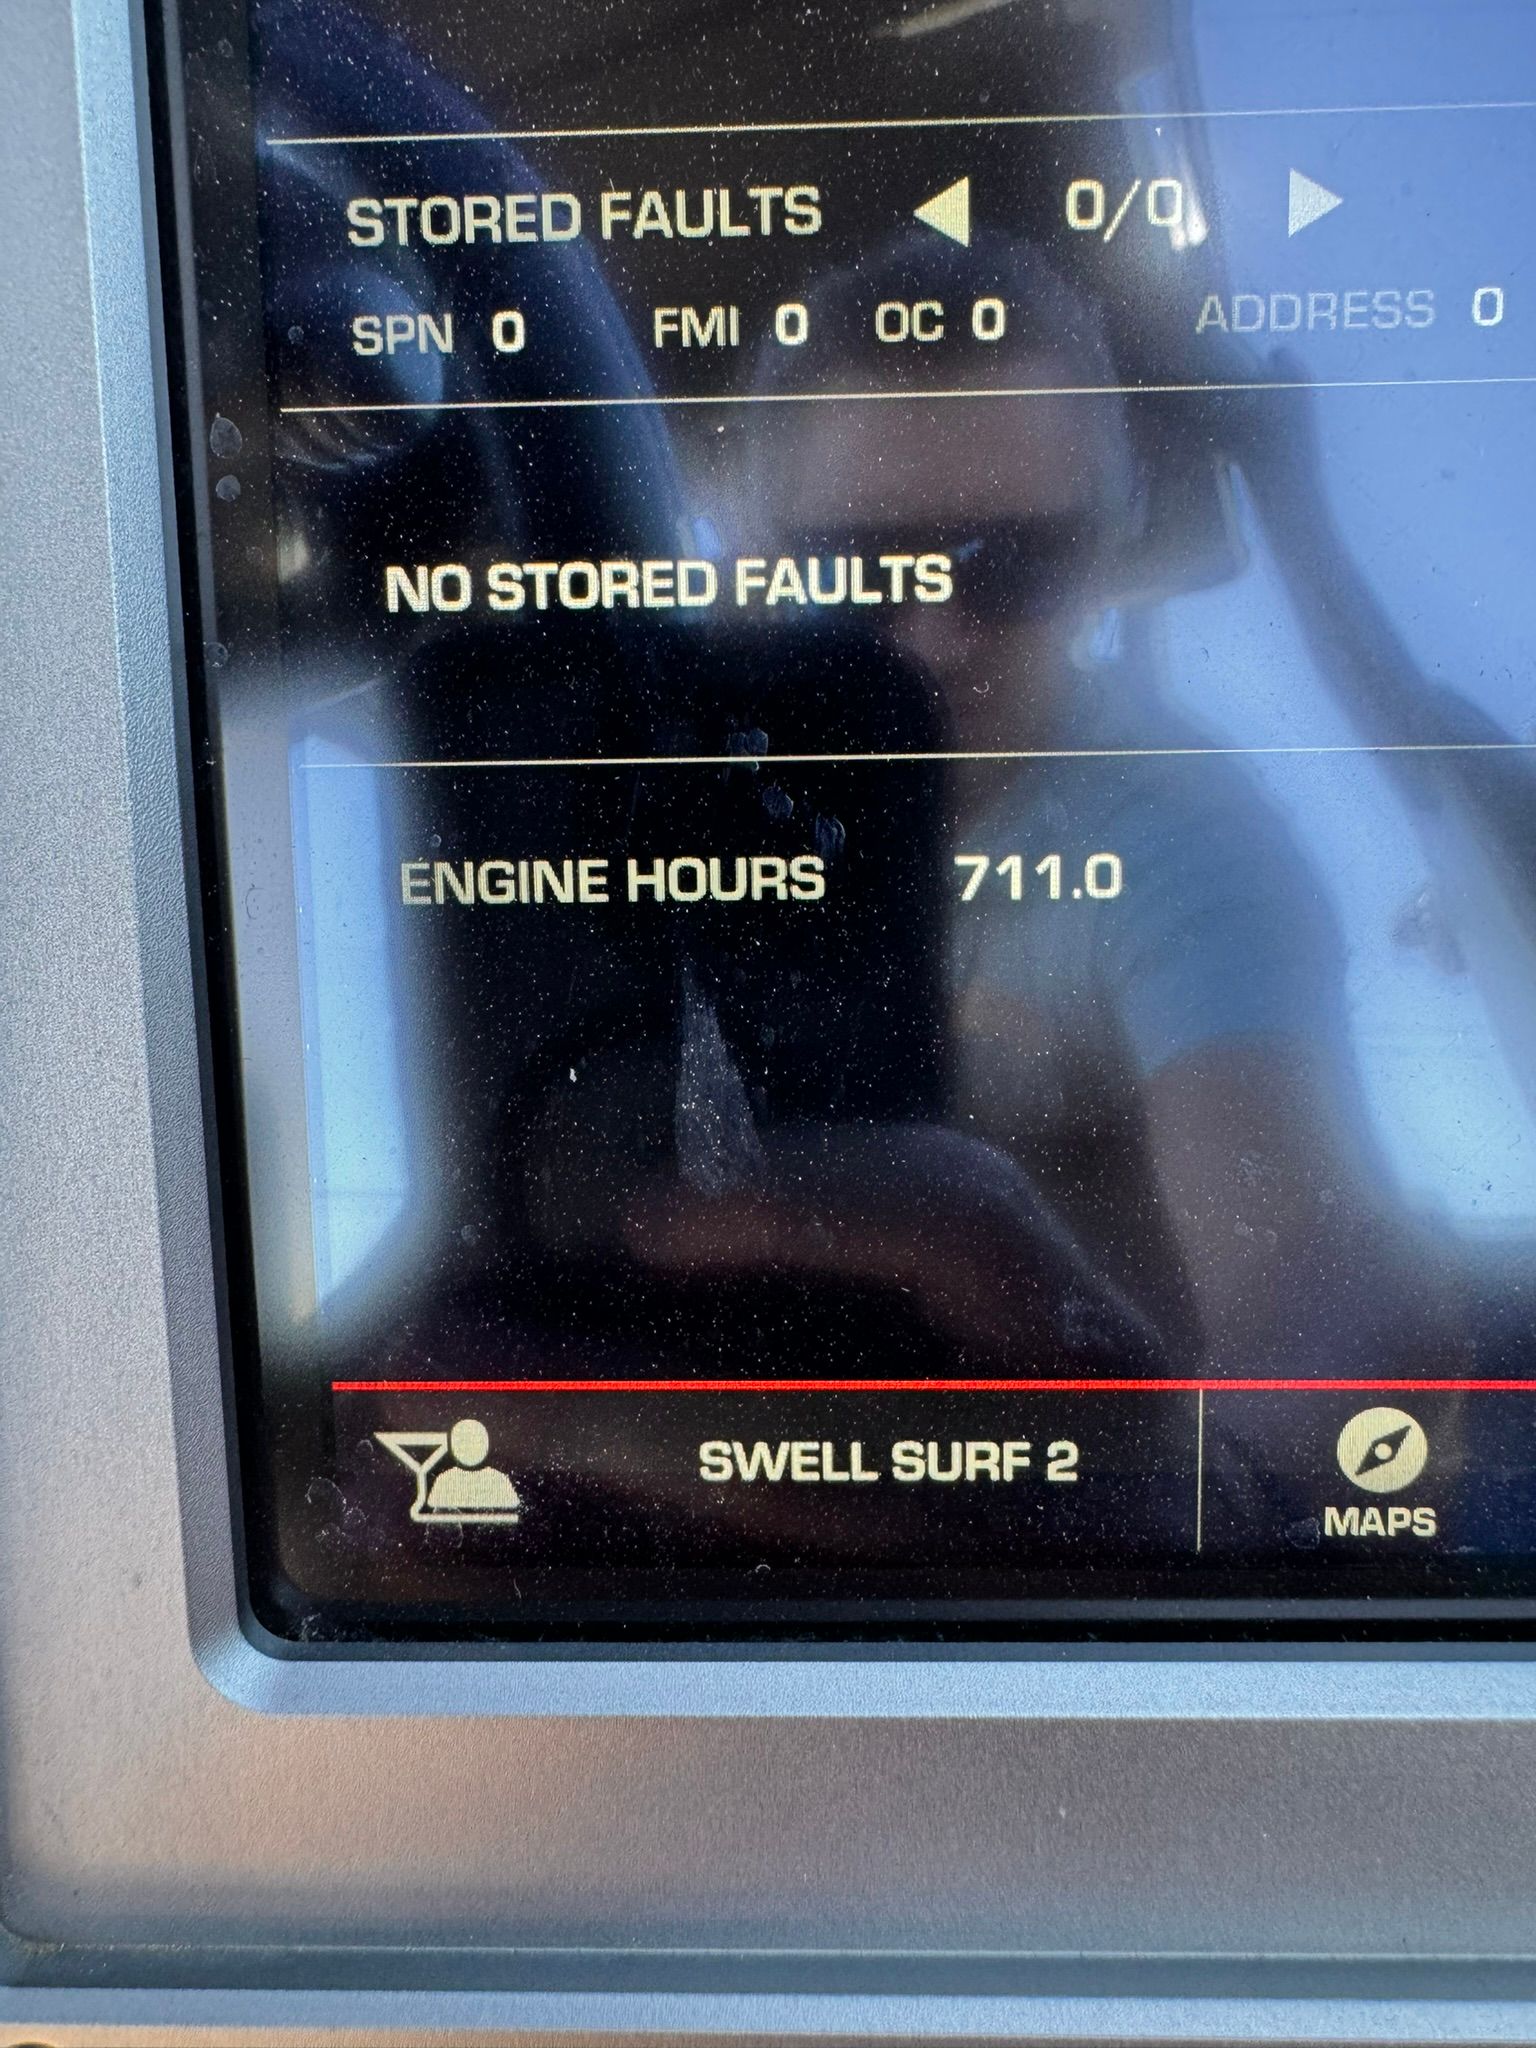 STORED FAULTS 0/0
SPN 0 FMI 0 OC 0 ADDRESS 0
NO STORED FAULTS
ENGINE HOURS 711.0
SWELL SURF 2
MAPS